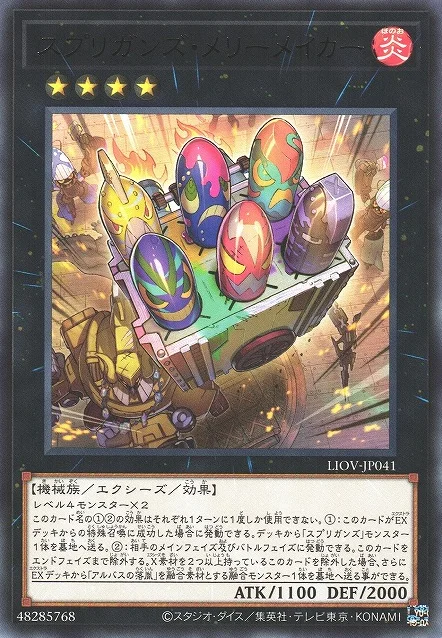 スプリガンズ・メリーメイカー
ほのお
炎
LIOV-JP041
【機械族/エクシーズ/効果】
レベル4モンスター×2
このカード名の①②の効果はそれぞれ1ターンに1度しか使用できない。①:このカードがEX
デッキからの特殊召喚に成功した場合に発動できる。デッキから「スプリガンズ」モンスター
1体を墓地へ送る。②:相手のメインフェイズ及びバトルフェイズに発動できる。このカードを
エンドフェイズまで除外する。X素材を2つ以上持っているこのカードを除外した場合、さらに
EXデッキから「アルバスの落胤」を融合素材とする融合モンスター1体を墓地へ送る事ができる。
ATK/1100 DEF/2000
48285768
©スタジオ・ダイス/集英社・テレビ東京・KONAMI